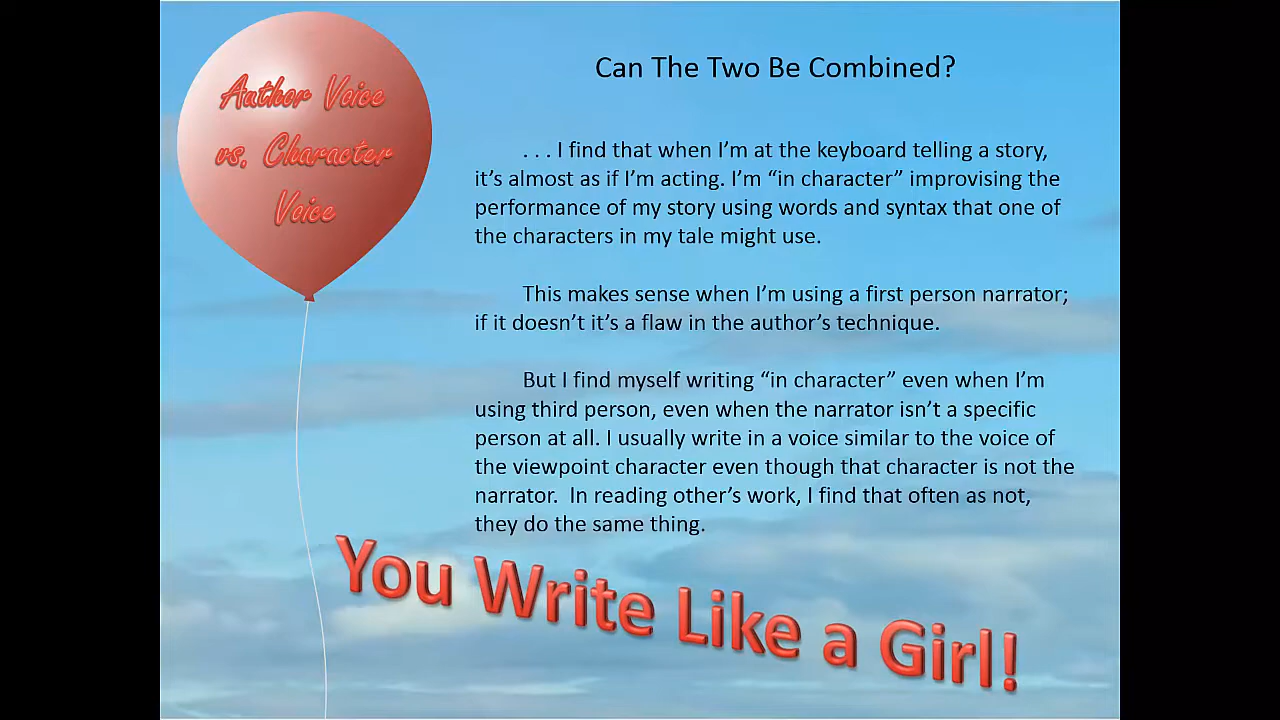 Author Voice
vs. Character
Voice
Can The Two Be Combined?
. . . I find that when I’m at the keyboard telling a story,
it’s almost as if I’m acting. I’m “in character” improvising the
performance of my story using words and syntax that one of
the characters in my tale might use.
This makes sense when I’m using a first person narrator;
if it doesn’t it’s a flaw in the author’s technique.
But I find myself writing “in character” even when I’m
using third person, even when the narrator isn’t a specific
person at all. I usually write in a voice similar to the voice of
the viewpoint character even though that character is not the
narrator.  In reading other’s work, I find that often as not,
they do the same thing.
You Write Like a Girl!